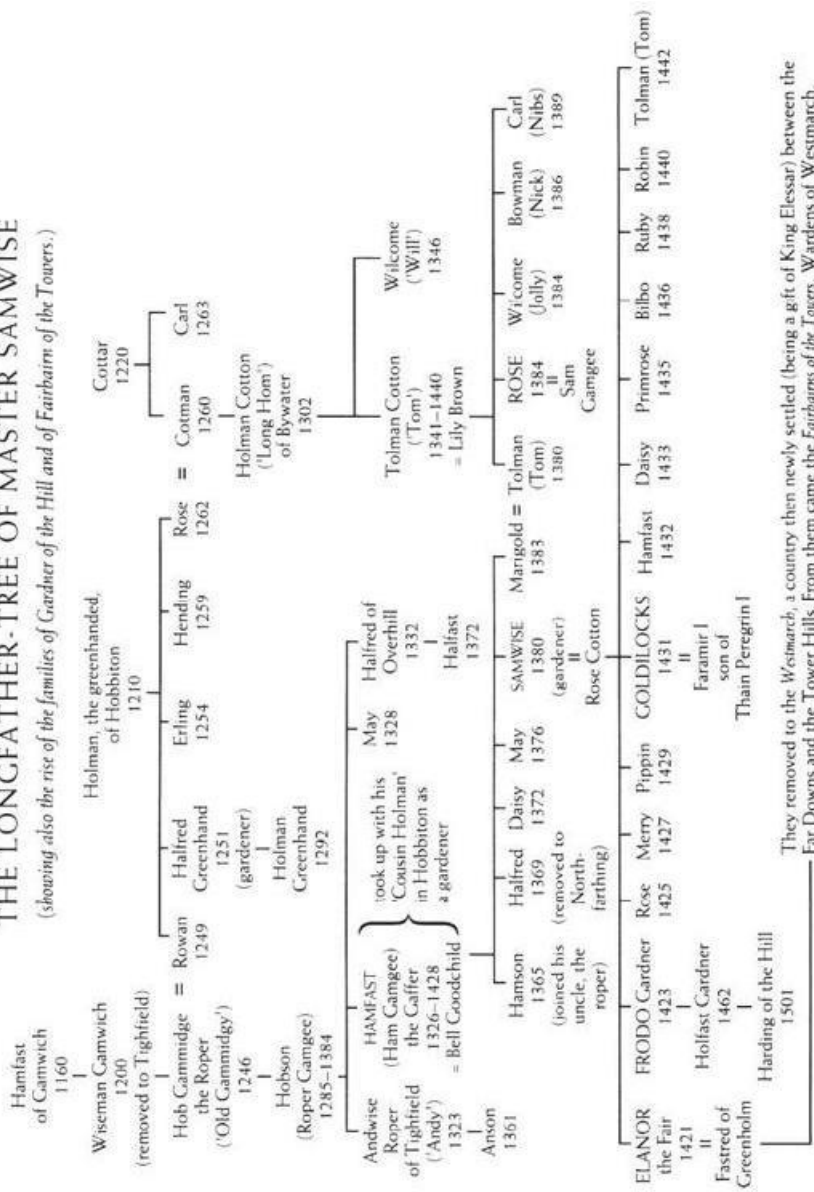 THE LONGFATHER-TREE OF MASTER SAMWISE
(showing also the rise of the families of Gardner of the Hill and of Fairbairn of the Towers.)
Hamfast
of Gamwich
1160
Wiseman Gamwich
1200
(removed to Tighfield)
Holman, the greenhanded,
of Hobbiton
1210
Cottar
1220
Hob Gammidge
the Roper
('Old Gammidgy')
1246
=
Rowan
1249
Halfred
Greenhand
1251
(gardener)
Erling
1254
Hending
1259
Rose
1262
=
Cotman
1260
Carl
1263
Hobson
(Roper Gamgee)
1285–1384
Holman
Greenhand
1292
Holman Cotton
('Long Hom')
of Bywater
1302
Andwise
Roper
of Tighfield
('Andy')
1323
HAMFAST
(Ham Gamgee)
the Gaffer
1326–1428
= Bell Goodchild
took up with his
'Cousin Holman'
in Hobbiton as
a gardener
May
1328
Halfred of
Overhill
1332
Tolman Cotton
('Tom')
1341–1440
= Lily Brown
Wilcome
('Will')
1346
Anson
1361
Halfast
1372
Hamson
1365
(joined his
uncle, the
roper)
Halfred
1369
(removed to
North-
farthing)
Daisy
1372
May
1376
SAMWISE
1380
(gardener)
=
Rose Cotton
Marigold
1383
=
Tolman
(Tom)
1380
ROSE
1384
=
Sam
Gamgee
Wilcome
(Jolly)
1384
Bowman
(Nick)
1386
Carl
(Nibs)
1389
ELANOR
the Fair
1421
=
Fastred of
Greenholm
FRODO Gardner
1423
Rose
1425
Merry
1427
Pippin
1429
GOLDILOCKS
1431
=
Faramir I
son of
Thain Peregrin I
Hamfast
1432
Daisy
1433
Primrose
1435
Bilbo
1436
Ruby
1438
Robin
1440
Tolman (Tom)
1442
Holfast Gardner
1462
Harding of the Hill
1501
They removed to the Westmarch, a country then newly settled (being a gift of King Elessar) between the
Far Downs and the Tower Hills. From them came the Fairbairns of the Towers, Wardens of Westmarch,